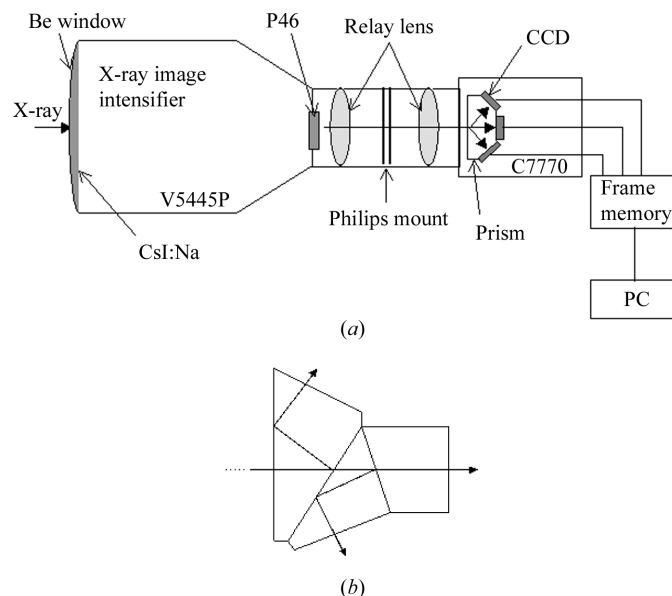 Be window
P46
Relay lens
CCD
X-ray image
intensifier
X-ray
V5445P
C7770
Philips mount
Prism
Frame
memory
CsI:Na
PC
(a)
(b)